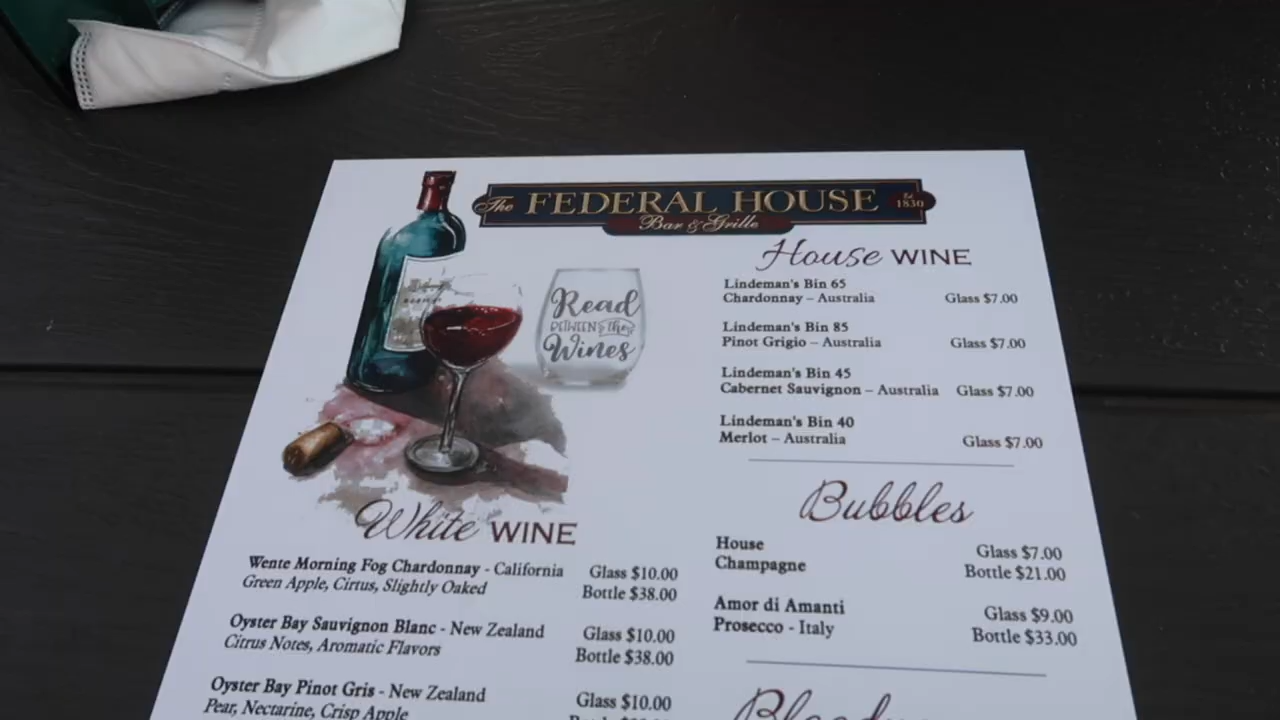 The FEDERAL HOUSE Est 1830
Bar & Grille
Read
BETWEEN the
Wines
House WINE
Lindeman's Bin 65
Chardonnay – Australia Glass $7.00
Lindeman's Bin 85
Pinot Grigio – Australia Glass $7.00
Lindeman's Bin 45
Cabernet Sauvignon – Australia Glass $7.00
Lindeman's Bin 40
Merlot – Australia Glass $7.00
Bubbles
House Glass $7.00
Champagne Bottle $21.00
Amor di Amanti Glass $9.00
Prosecco - Italy Bottle $33.00
White WINE
Wente Morning Fog Chardonnay - California Glass $10.00
Green Apple, Cirtus, Slightly Oaked Bottle $38.00
Oyster Bay Sauvignon Blanc - New Zealand Glass $10.00
Citrus Notes, Aromatic Flavors Bottle $38.00
Oyster Bay Pinot Gris - New Zealand Glass $10.00
Pear, Nectarine, Crisp Apple